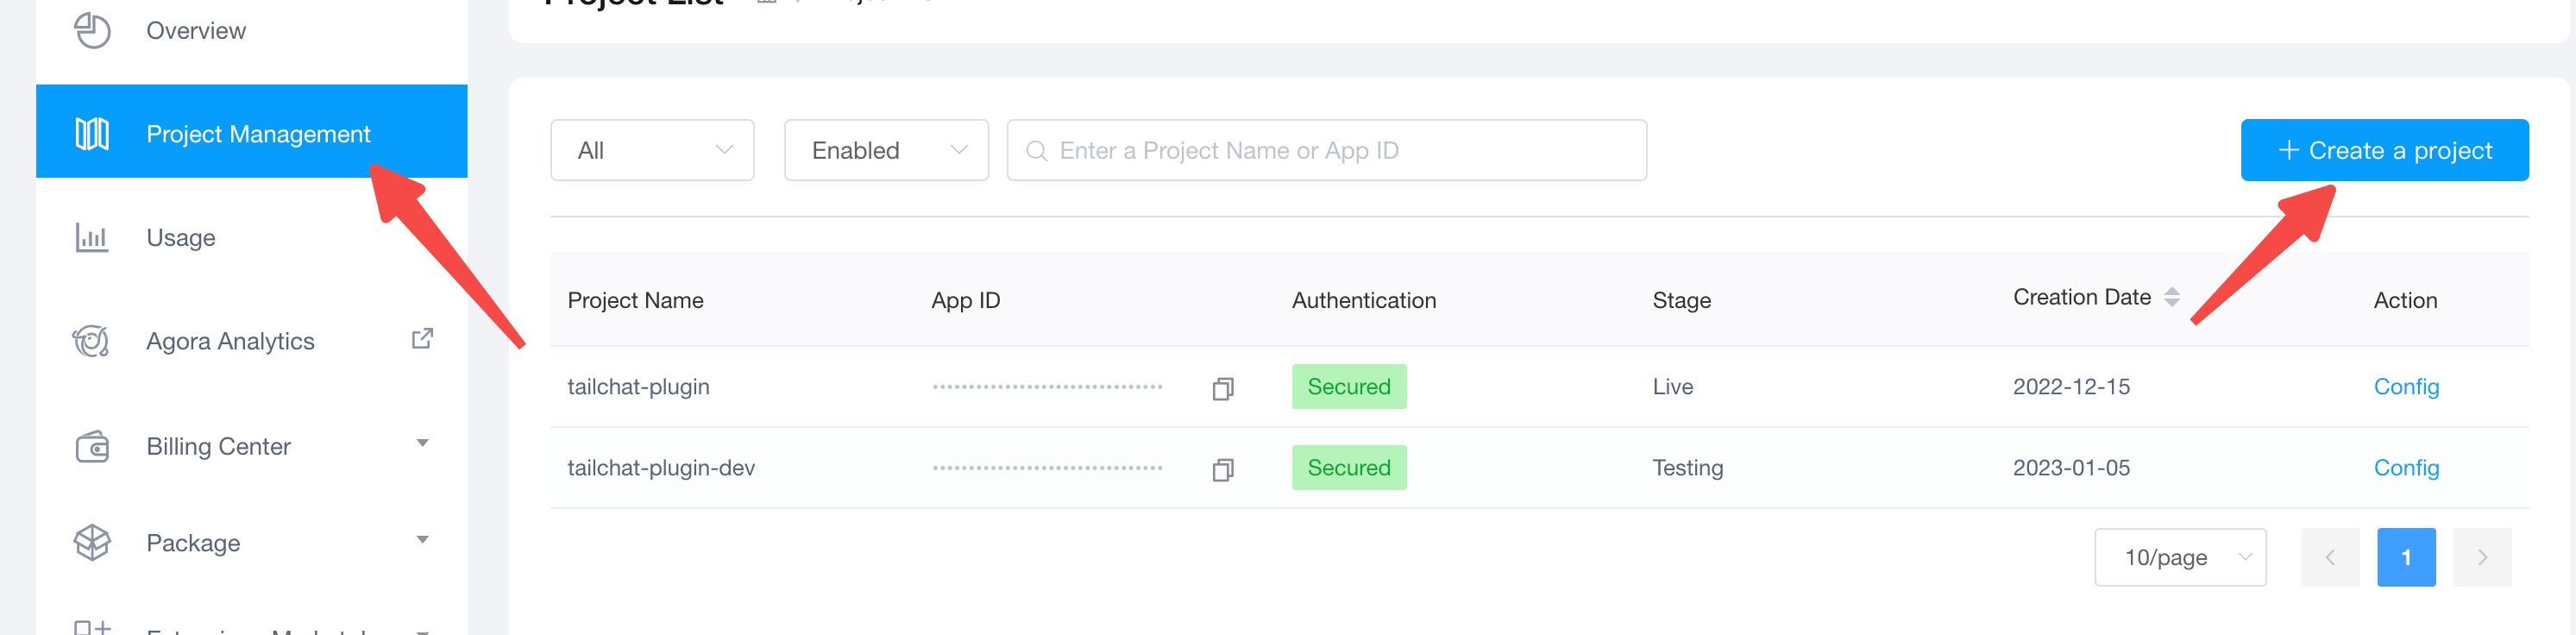 Project List
Overview
Project Management
Usage
Agora Analytics
Billing Center
Package
All
Enabled
Enter a Project Name or App ID
+ Create a project
Project Name App ID Authentication Stage Creation Date Action
tailchat-plugin ································ Secured Live 2022-12-15 Config
tailchat-plugin-dev ································ Secured Testing 2023-01-05 Config
10/page < 1 >